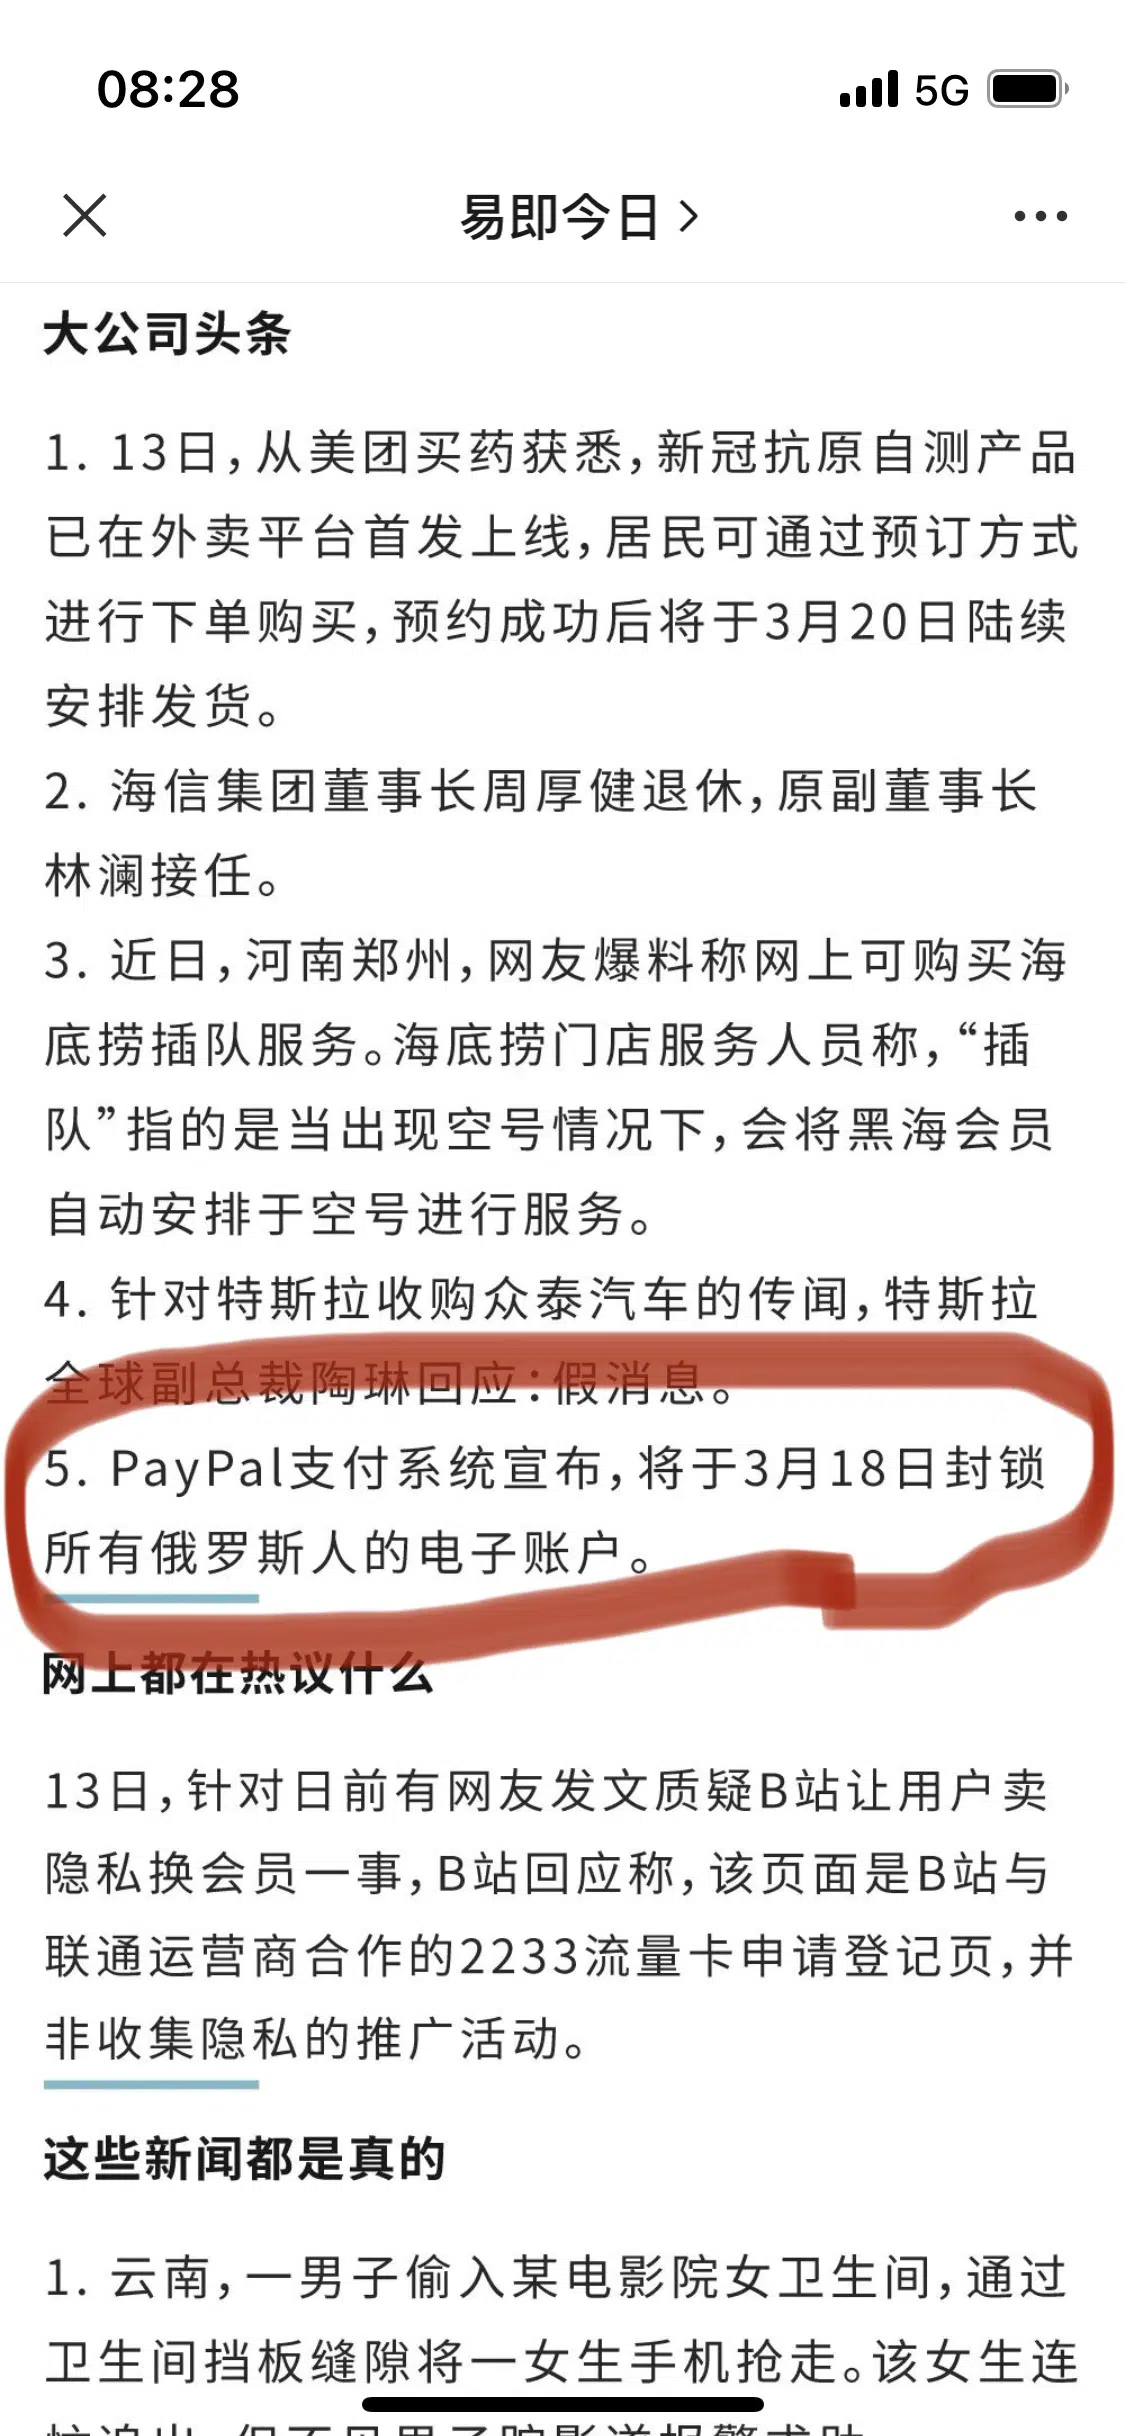 08:28
5G
易即今日
大公司头条
1. 13日，从美团买药获悉，新冠抗原自测产品
已在外卖平台首发上线，居民可通过预订方式
进行下单购买，预约成功后将于3月20日陆续
安排发货。
2. 海信集团董事长周厚健退休，原副董事长
林澜接任。
3. 近日，河南郑州，网友爆料称网上可购买海
底捞插队服务。海底捞门店服务人员称，“插
队”指的是当出现空号情况下，会将黑海会员
自动安排于空号进行服务。
4. 针对特斯拉收购众泰汽车的传闻，特斯拉
全球副总裁陶琳回应：假消息。
5. PayPal支付系统宣布，将于3月18日封锁
所有俄罗斯人的电子账户。
网上都在热议什么
13日，针对日前有网友发文质疑B站让用户卖
隐私换会员一事，B站回应称，该页面是B站与
联通运营商合作的2233流量卡申请登记页，并
非收集隐私的推广活动。
这些新闻都是真的
1. 云南，一男子偷入某电影院女卫生间，通过
卫生间挡板缝隙将一女生手机抢走。该女生连